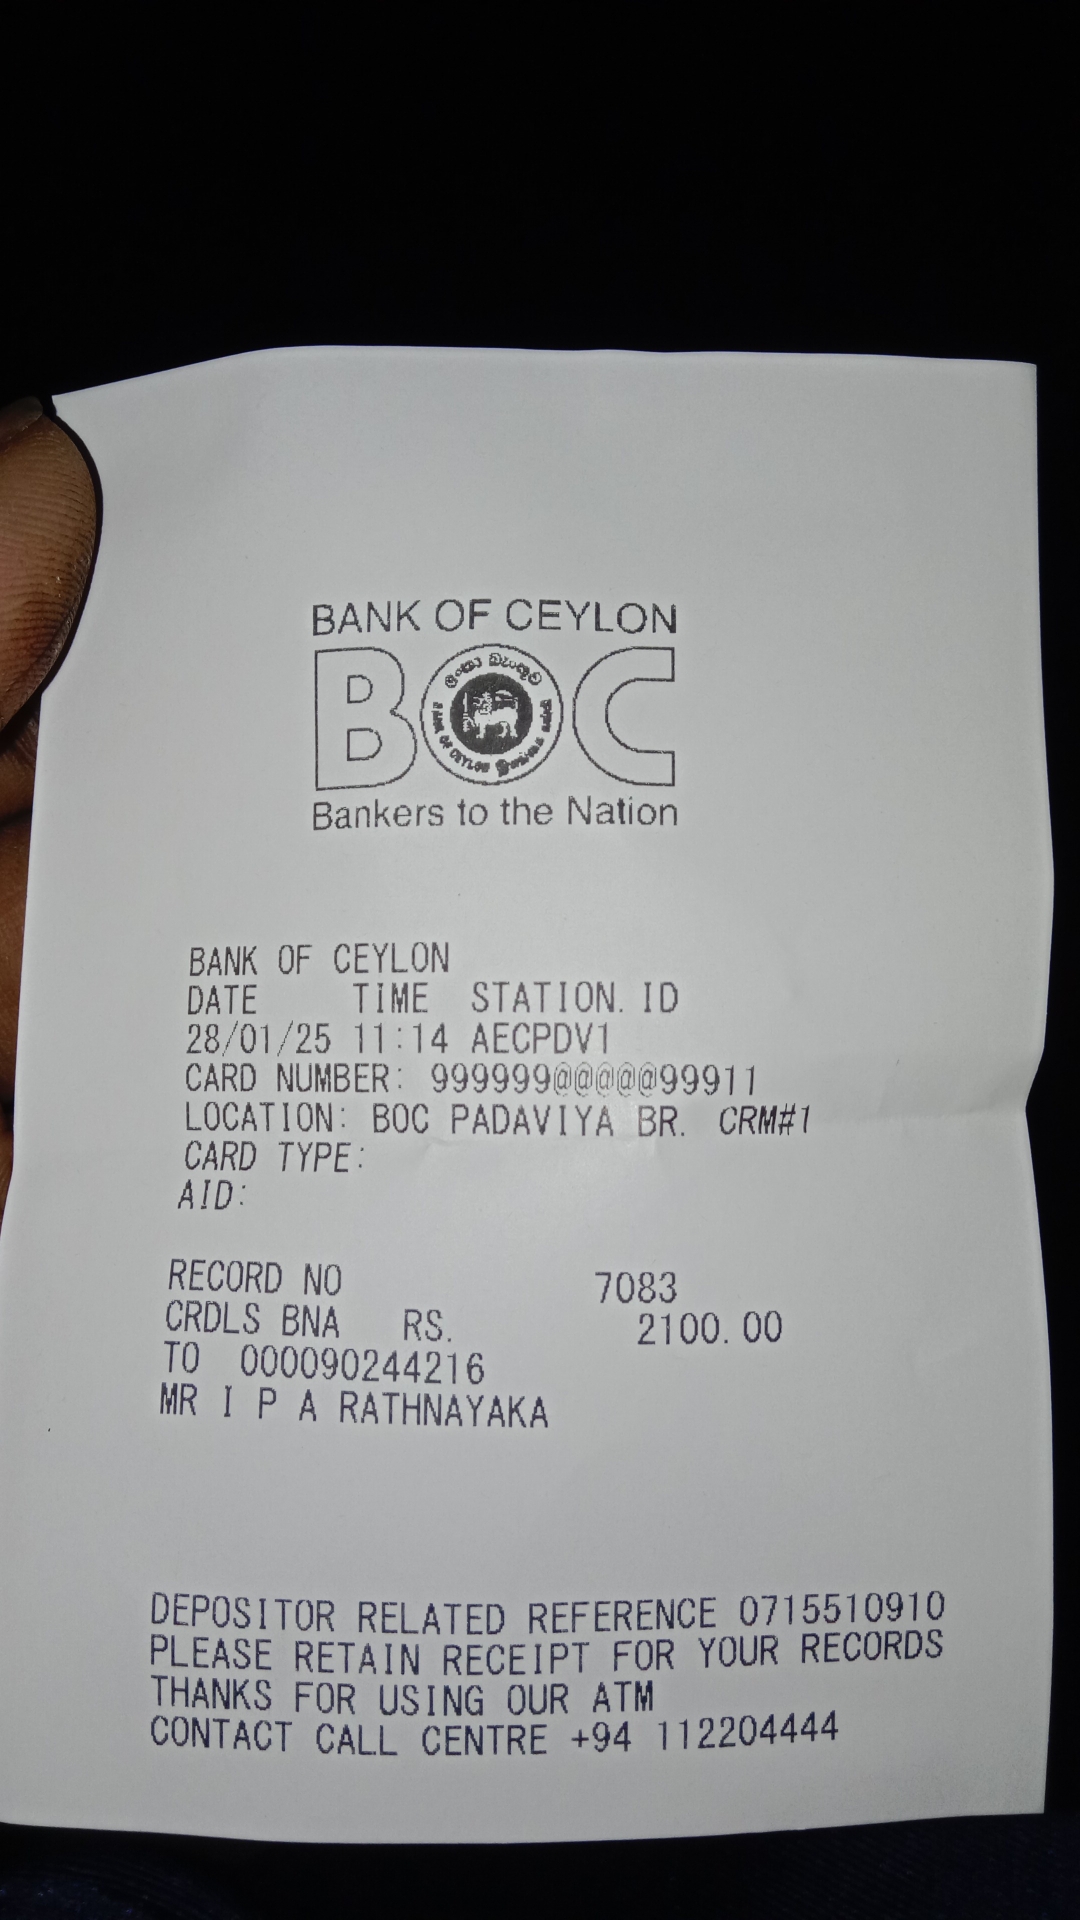 BANK OF CEYLON
BOC
ලංකා බැංකුව
BANK OF CEYLON
Bankers to the Nation
BANK OF CEYLON
DATE TIME STATION. ID
28/01/25 11:14 AECPDV1
CARD NUMBER: 999999@@@@@99911
LOCATION: BOC PADAVIYA BR. CRM#1
CARD TYPE:
AID:
RECORD NO 7083
CRDLS BNA RS. 2100.00
TO 000090244216
MR I P A RATHNAYAKA
DEPOSITOR RELATED REFERENCE 0715510910
PLEASE RETAIN RECEIPT FOR YOUR RECORDS
THANKS FOR USING OUR ATM
CONTACT CALL CENTRE +94 112204444